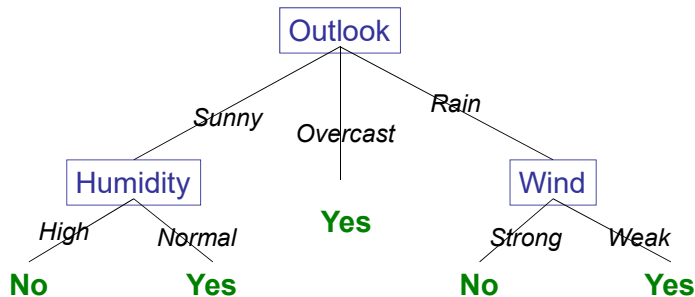 Outlook
Sunny
Overcast
Rain
Humidity
Wind
High
Normal
Yes
Strong
Weak
No
Yes
No
Yes